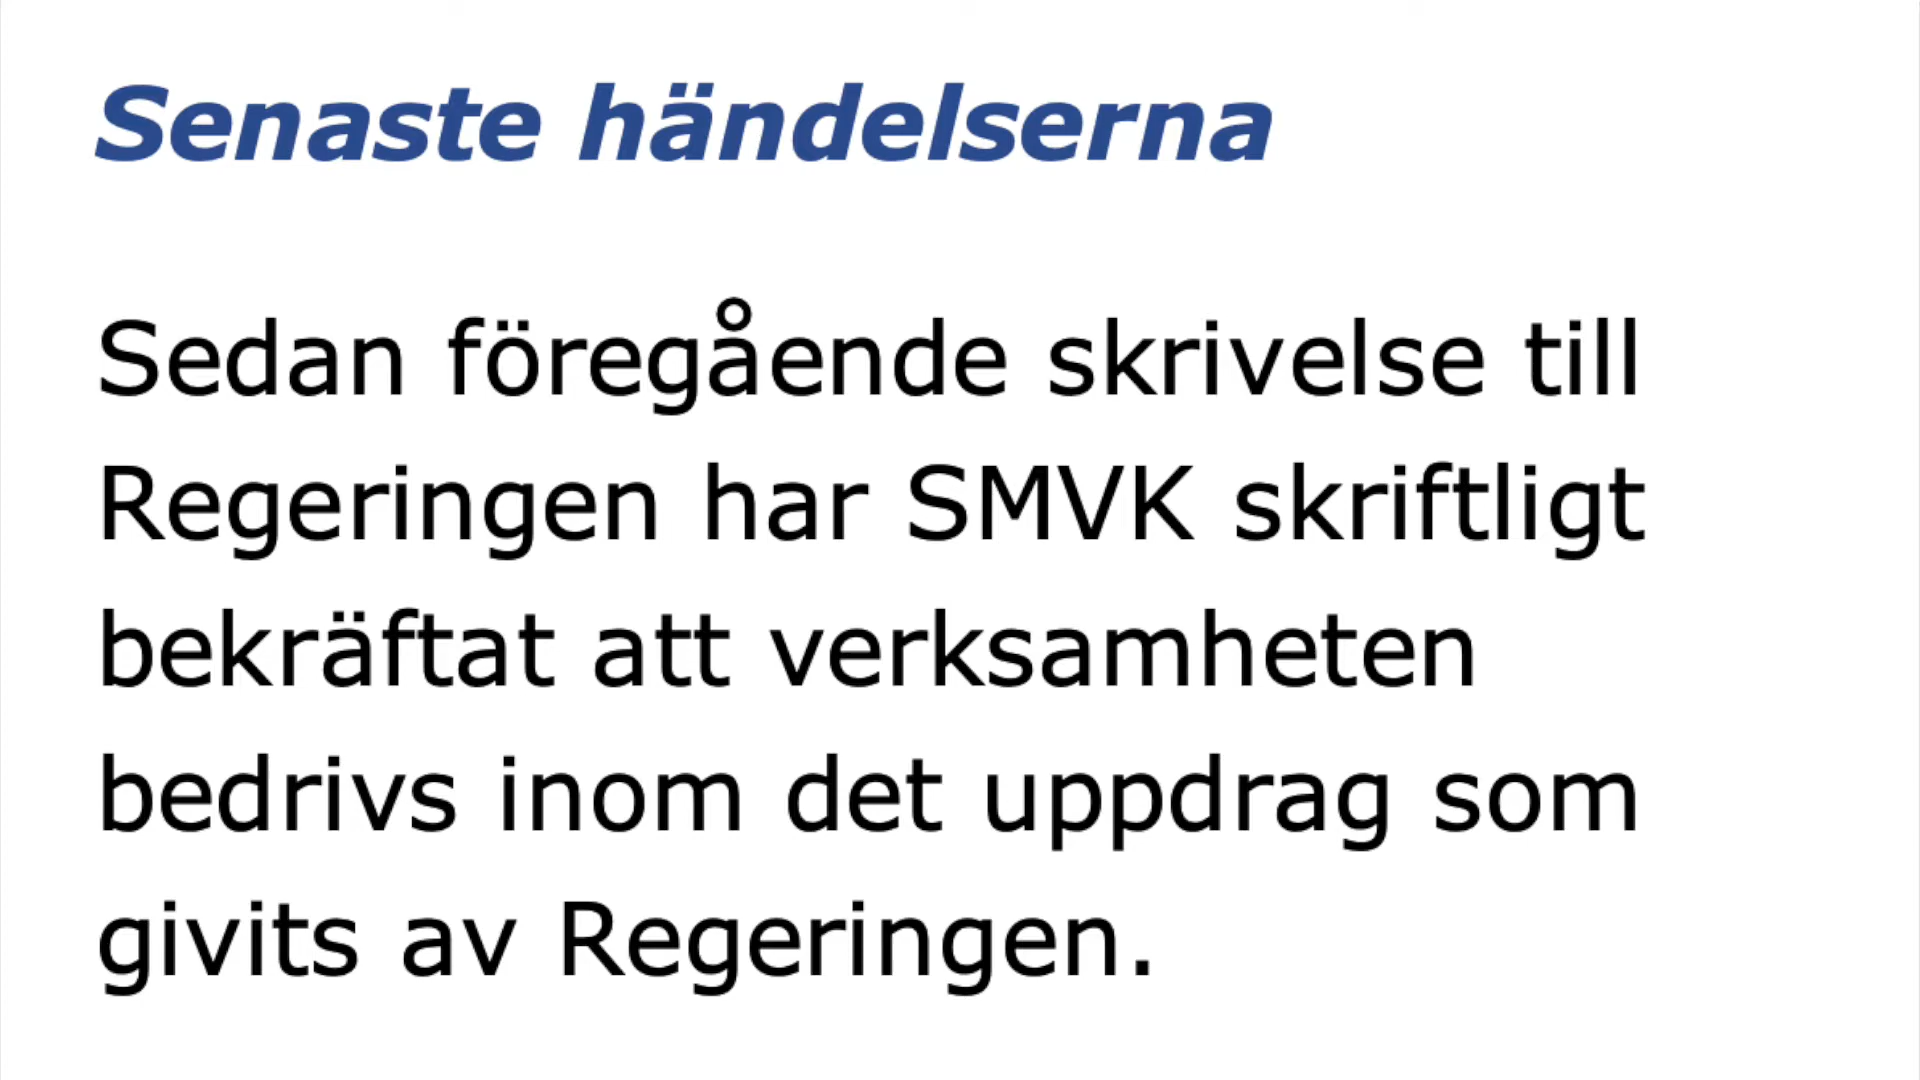 Senaste händelserna
Sedan föregående skrivelse till
Regeringen har SMVK skriftligt
bekräftat att verksamheten
bedrivs inom det uppdrag som
givits av Regeringen.